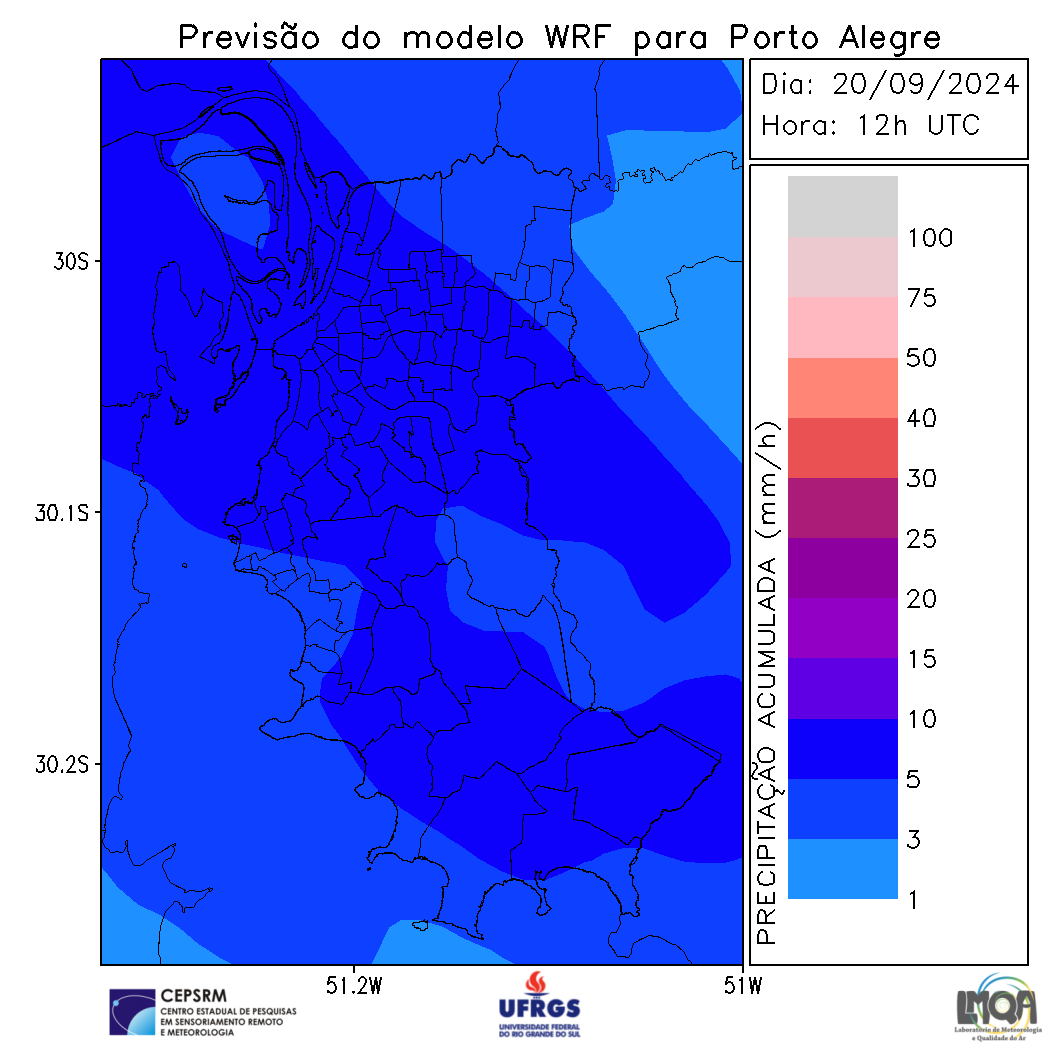 Previsão do modelo WRF para Porto Alegre
Dia: 20/09/2024
Hora: 12h UTC
30S
30.1S
30.2S
51.2W
51W
PRECIPITAÇÃO ACUMULADA (mm/h)
100
75
50
40
30
25
20
15
10
5
3
1
CEPSRM
CENTRO ESTADUAL DE PESQUISAS
EM SENSORIAMENTO REMOTO
E METEOROLOGIA
UFRGS
UNIVERSIDADE FEDERAL
DO RIO GRANDE DO SUL
LMQA
Laboratório de Meteorologia
e Qualidade do Ar